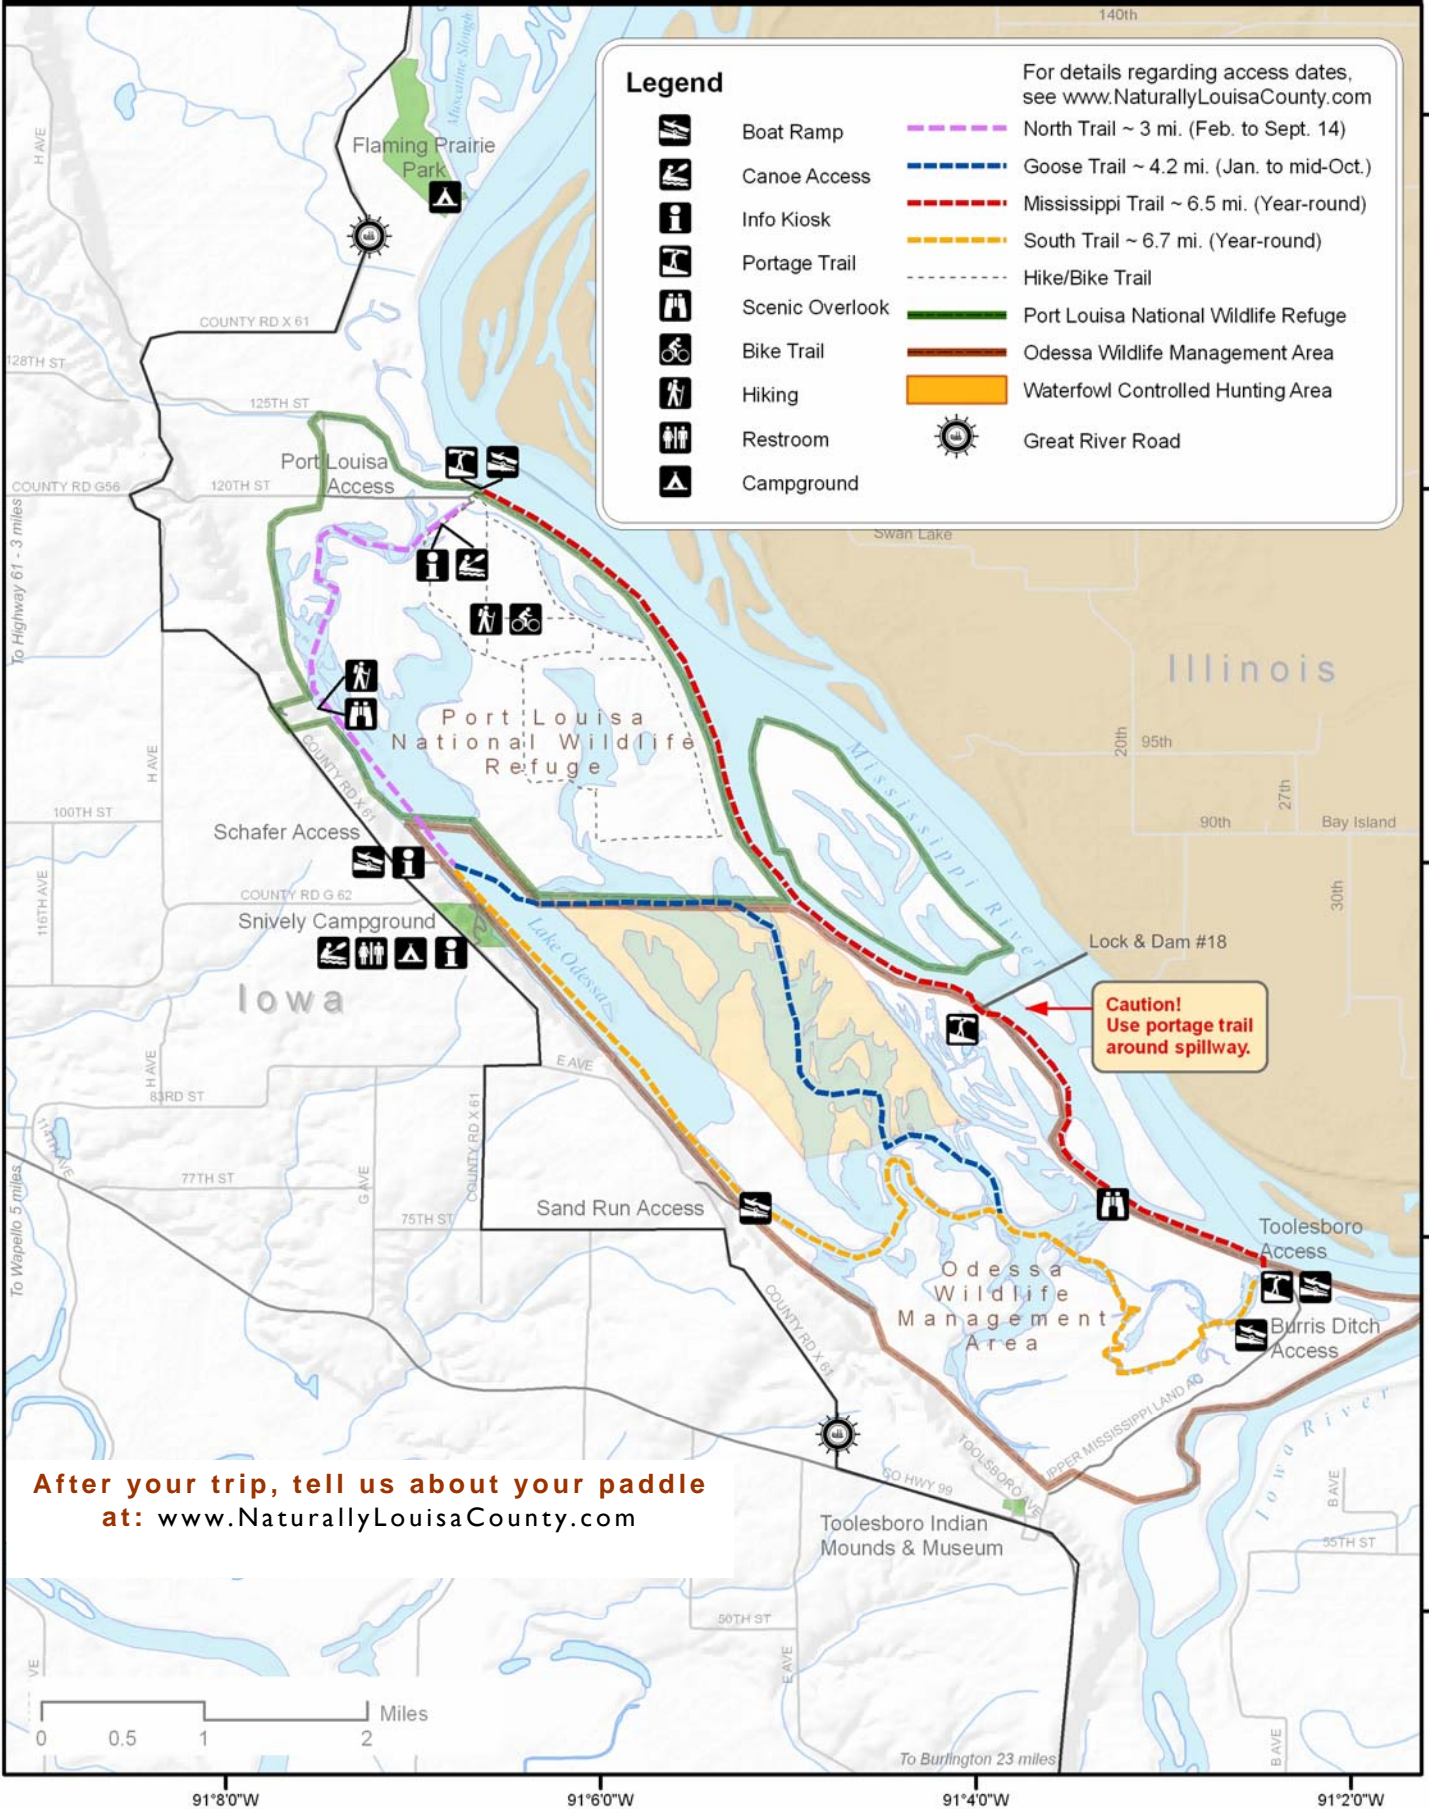 140th
Legend
For details regarding access dates,
see www.NaturallyLouisaCounty.com
Boat Ramp
Canoe Access
Info Kiosk
Portage Trail
Scenic Overlook
Bike Trail
Hiking
Restroom
Campground
North Trail ~ 3 mi. (Feb. to Sept. 14)
Goose Trail ~ 4.2 mi. (Jan. to mid-Oct.)
Mississippi Trail ~ 6.5 mi. (Year-round)
South Trail ~ 6.7 mi. (Year-round)
Hike/Bike Trail
Port Louisa National Wildlife Refuge
Odessa Wildlife Management Area
Waterfowl Controlled Hunting Area
Great River Road
Muscatine Slough
H AVE
Flaming Prairie
Park
COUNTY RD X 61
128TH ST
125TH ST
Port Louisa
Access
COUNTY RD G56
120TH ST
To Highway 61 - 3 miles
Swan Lake
Illinois
Port Louisa
National Wildlife
Refuge
COUNTY RD X 61
H AVE
Mississippi River
20th
95th
27th
90th
Bay Island
30th
100TH ST
Schafer Access
116TH AVE
COUNTY RD G 62
Snively Campground
Lake Odessa
Lock & Dam #18
Iowa
Caution!
Use portage trail
around spillway.
E AVE
H AVE
83RD ST
114TH AVE
COUNTY RD X 61
77TH ST
G AVE
75TH ST
To Wapello 5 miles
Sand Run Access
Odessa
Wildlife
Management
Area
Toolesboro
Access
Burris Ditch
Access
COUNTY RD X 61
UPPER MISSISSIPPI LAND AC
TOOLSBORO AVE
CO HWY 99
Iowa River
B AVE
55TH ST
Toolesboro Indian
Mounds & Museum
After your trip, tell us about your paddle
at: www.NaturallyLouisaCounty.com
50TH ST
E AVE
VE
B AVE
Miles
0 0.5 1 2
To Burlington 23 miles
91°8'0"W 91°6'0"W 91°4'0"W 91°2'0"W